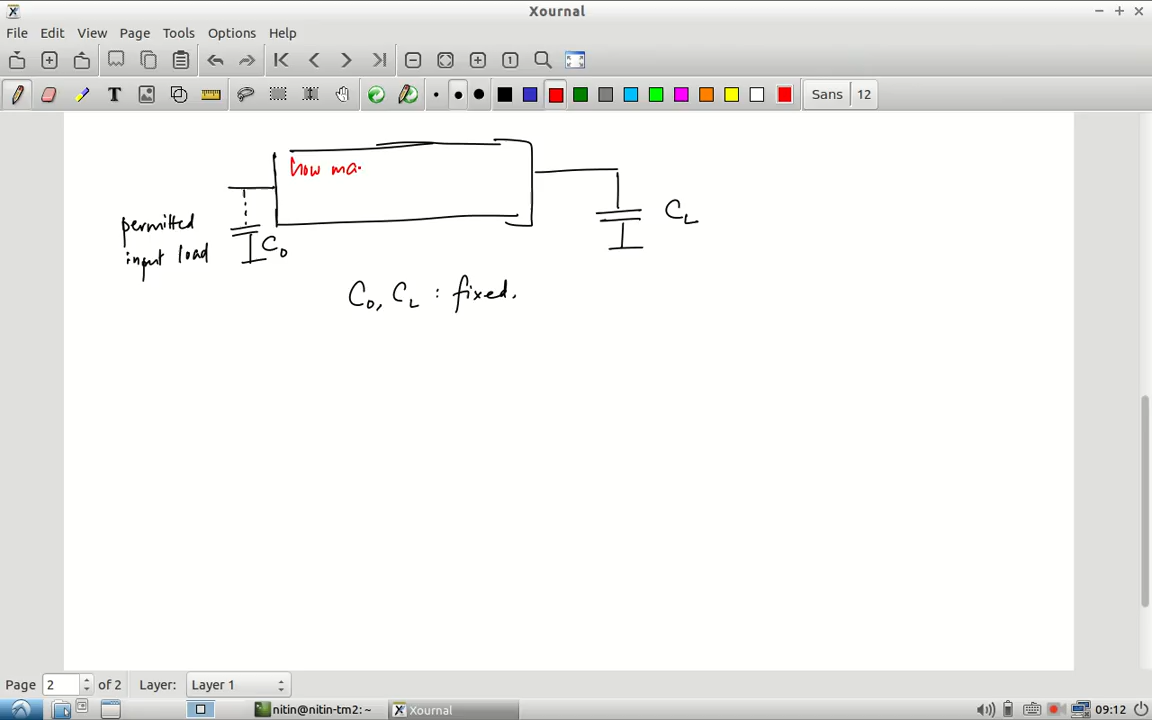 Xournal
File Edit View Page Tools Options Help
Sans 12
how ma
permitted
input load
C0
CL
C0, CL : fixed.
Page 2 of 2 Layer: Layer 1
nitin@nitin-tm2: ~ Xournal 09:12